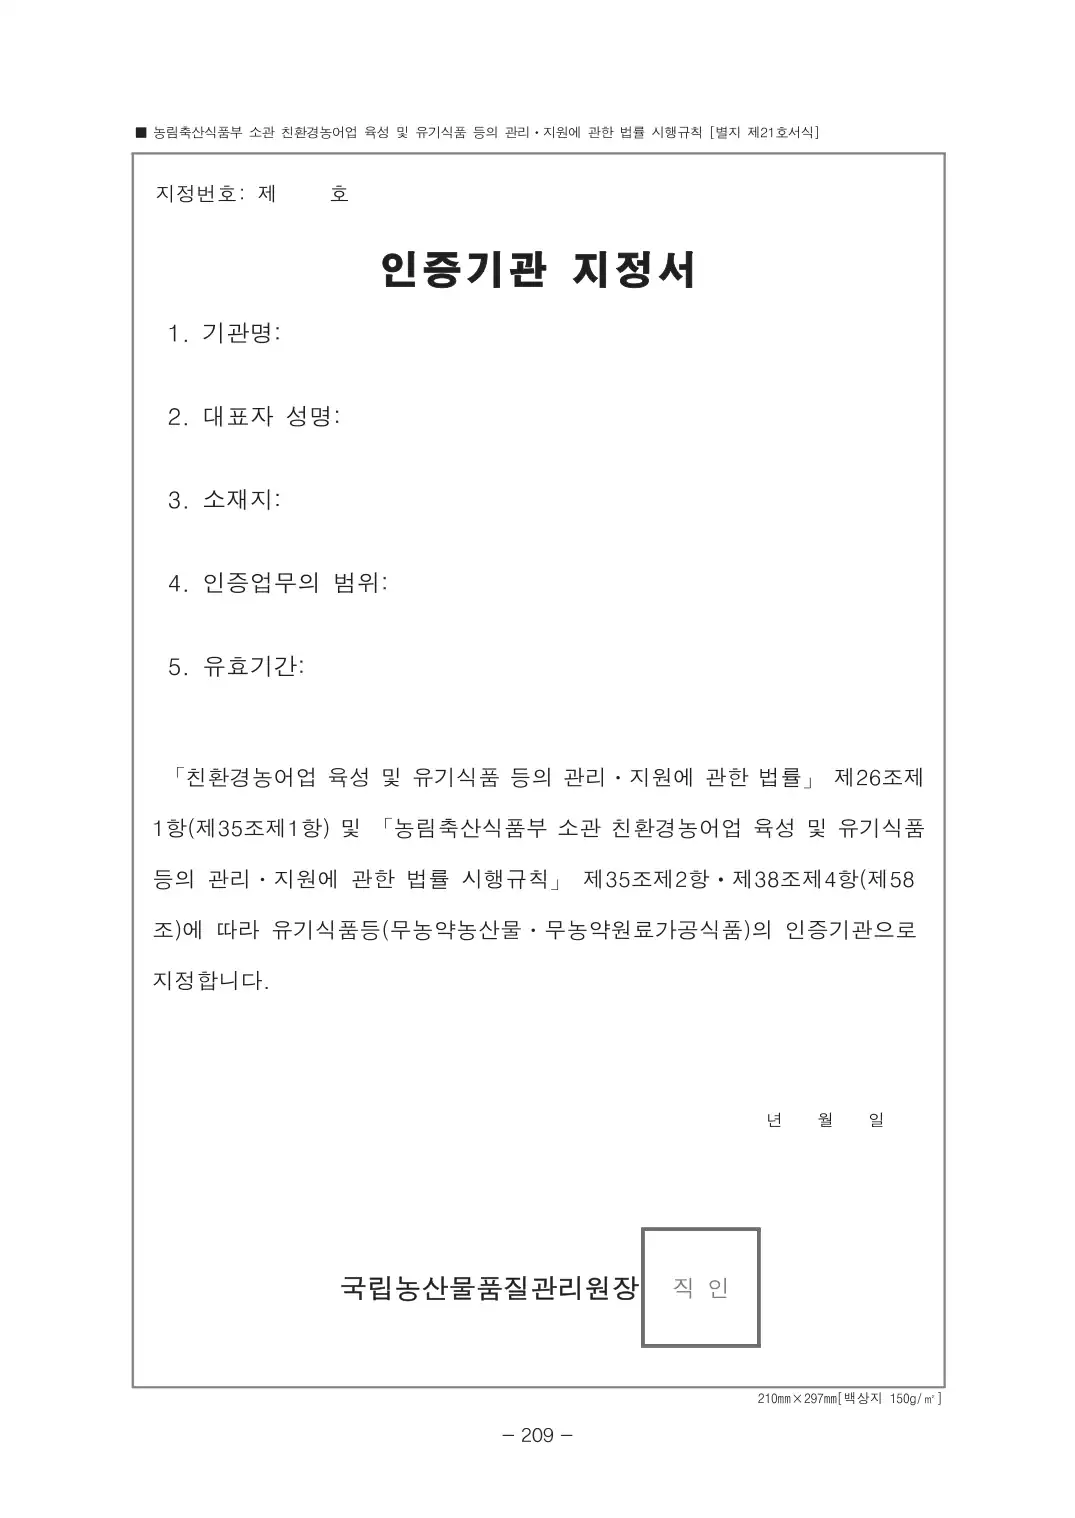 ■ 농림축산식품부 소관 친환경농어업 육성 및 유기식품 등의 관리・지원에 관한 법률 시행규칙 [별지 제21호서식]
지정번호: 제 호
인증기관 지정서
1. 기관명:
2. 대표자 성명:
3. 소재지:
4. 인증업무의 범위:
5. 유효기간:
「친환경농어업 육성 및 유기식품 등의 관리・지원에 관한 법률」 제26조제
1항(제35조제1항) 및 「농림축산식품부 소관 친환경농어업 육성 및 유기식품
등의 관리・지원에 관한 법률 시행규칙」 제35조제2항・제38조제4항(제58
조)에 따라 유기식품등(무농약농산물・무농약원료가공식품)의 인증기관으로
지정합니다.
년 월 일
국립농산물품질관리원장 직 인
210㎜×297㎜[백상지 150g/㎡]
- 209 -